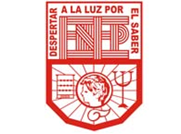 DESPERTAR
A LA LUZ POR
EL SABER
ENP